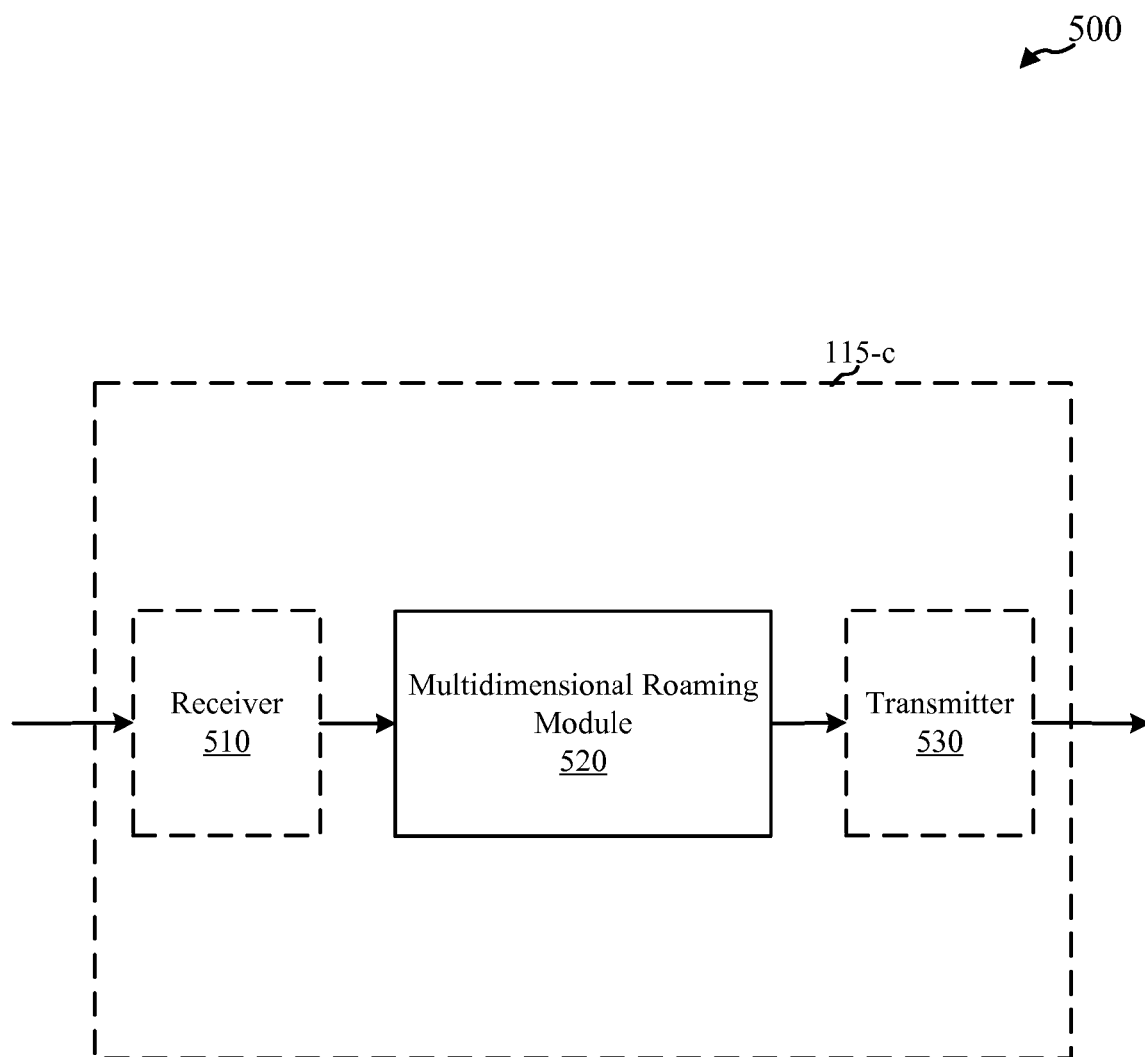 500
115-c
Receiver
510
Multidimensional Roaming
Module
520
Transmitter
530